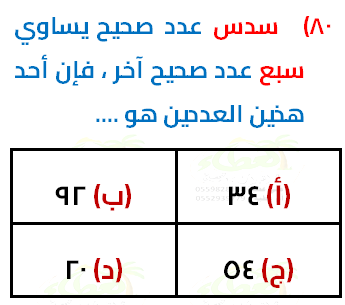 ٨٠) سدس عدد صحيح يساوي
سبع عدد صحيح آخر ، فإن أحد
هذين العددين هو ....
(أ) ٣٤ (ب) ٩٢
(ج) ٥٤ (د) ٢٠